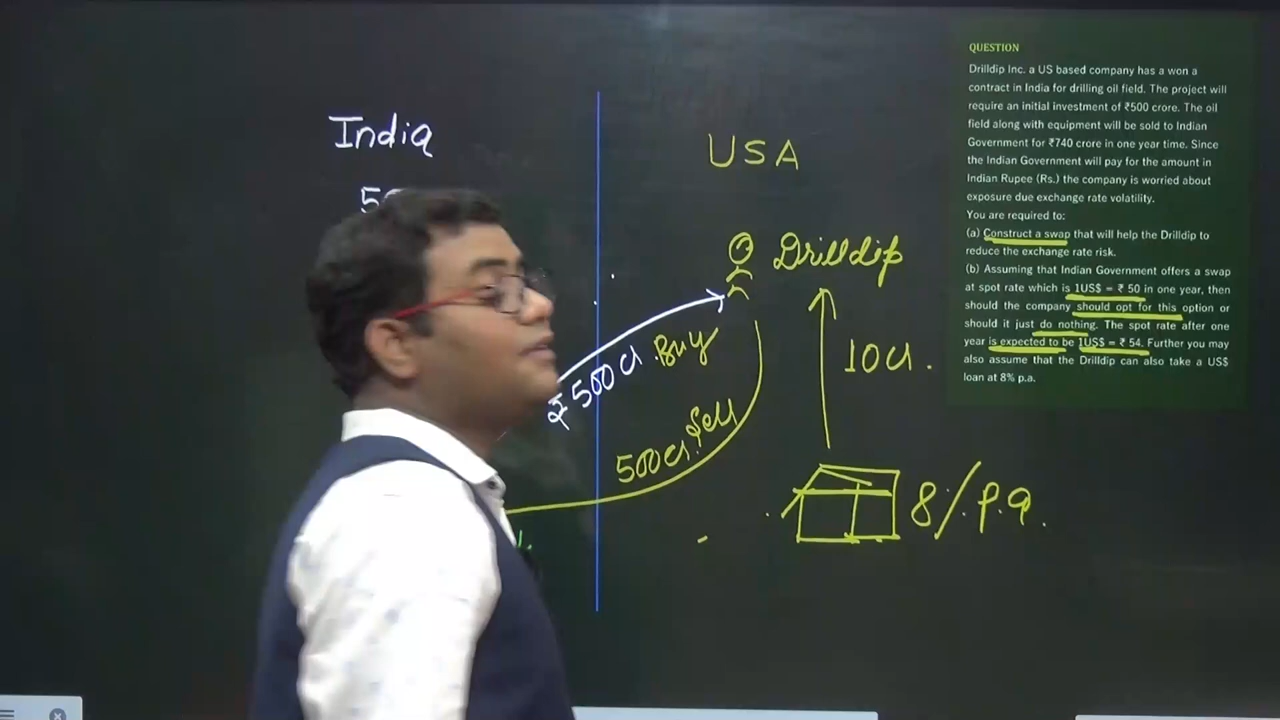 QUESTION
Drilldip Inc. a US based company has a won a
contract in India for drilling oil field. The project will
require an initial investment of ₹500 crore. The oil
field along with equipment will be sold to Indian
Government for ₹740 crore in one year time. Since
the Indian Government will pay for the amount in
Indian Rupee (Rs.) the company is worried about
exposure due exchange rate volatility.
You are required to:
(a) Construct a swap that will help the Drilldip to
reduce the exchange rate risk.
(b) Assuming that Indian Government offers a swap
at spot rate which is 1US$ = ₹ 50 in one year, then
should the company should opt for this option or
should it just do nothing. The spot rate after one
year is expected to be 1US$ = ₹ 54. Further you may
also assume that the Drilldip can also take a US$
loan at 8% p.a.
India
USA
Drilldip
₹ 500 Cr Buy
10 Cr.
500 Cr. Sell
8% p.a.